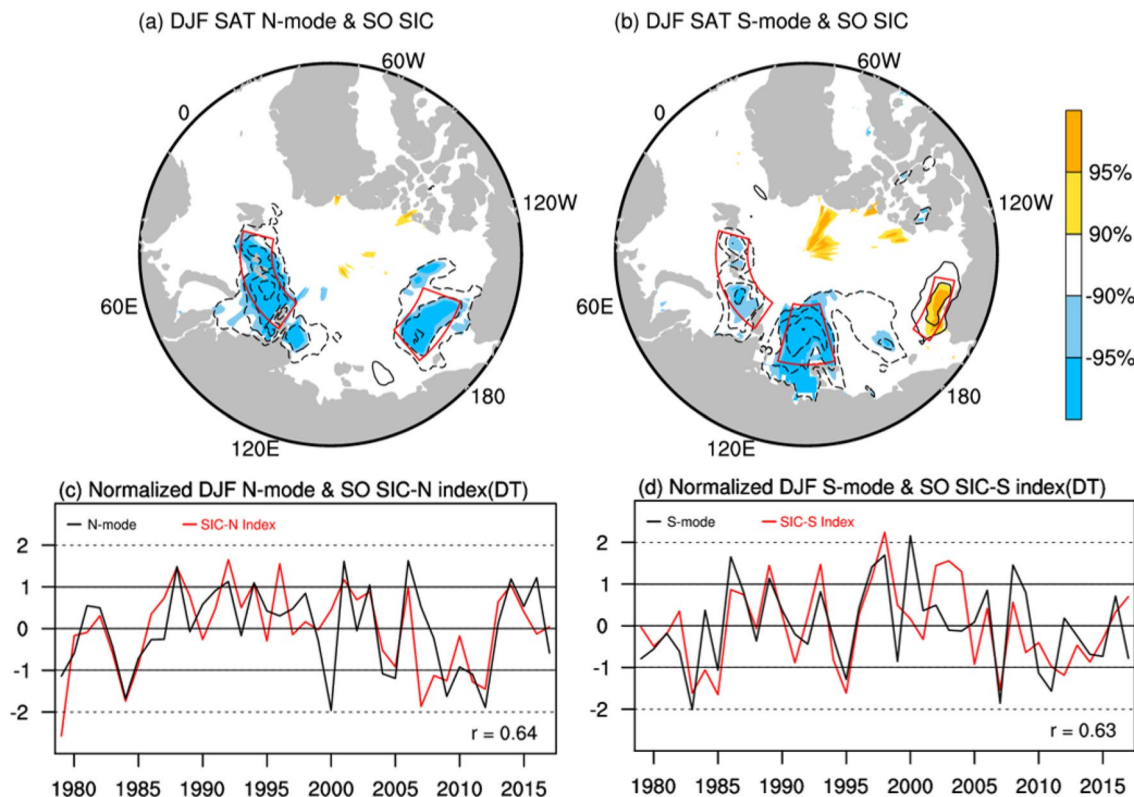 (a) DJF SAT N-mode & SO SIC
(b) DJF SAT S-mode & SO SIC
60W
60W
0
0
95%
120W
120W
90%
-90%
60E
60E
3
-95%
180
180
120E
120E
(c) Normalized DJF N-mode & SO SIC-N index(DT)
(d) Normalized DJF S-mode & SO SIC-S index(DT)
N-mode
SIC-N Index
S-mode
SIC-S Index
2
1
0
-1
-2
2
1
0
-1
-2
r = 0.64
r = 0.63
1980 1985 1990 1995 2000 2005 2010 2015
1980 1985 1990 1995 2000 2005 2010 2015